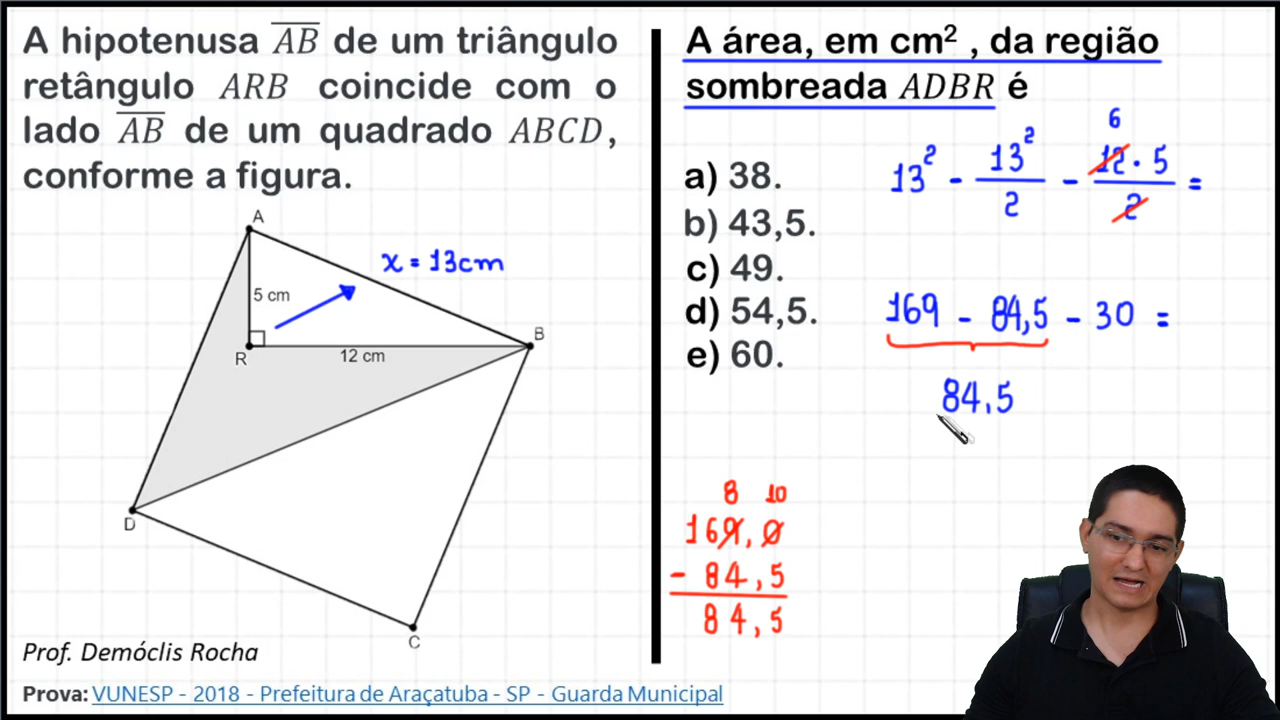 A hipotenusa A̅B̅ de um triângulo
retângulo ARB coincide com o
lado A̅B̅ de um quadrado ABCD,
conforme a figura.
A
x = 13cm
5 cm
B
R
12 cm
D
C
Prof. Demóclis Rocha
Prova: VUNESP - 2018 - Prefeitura de Araçatuba - SP - Guarda Municipal
A área, em cm² , da região
sombreada ADBR é
a) 38.
b) 43,5.
c) 49.
d) 54,5.
e) 60.
6
13² - 13²/2 - 12 · 5/2 =
169 - 84,5 - 30 =
84,5
8 10
169,0
- 84,5
84,5